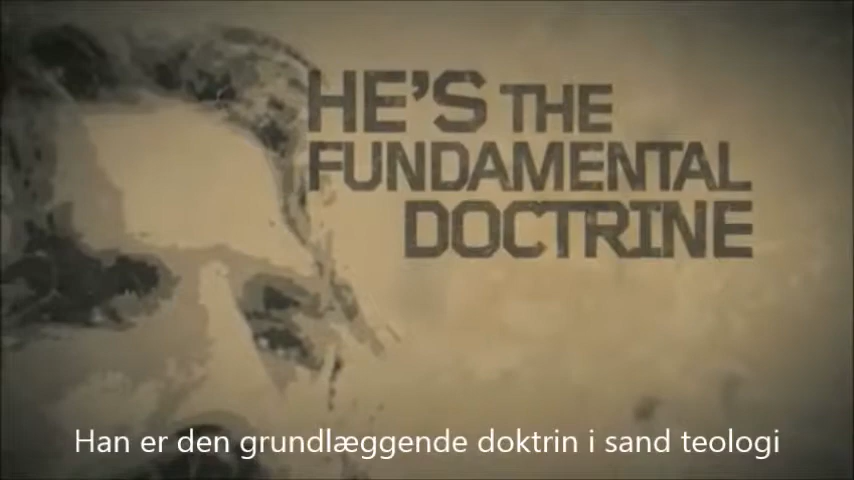 HE'S THE
FUNDAMENTAL
DOCTRINE
Han er den grundlæggende doktrin i sand teologi